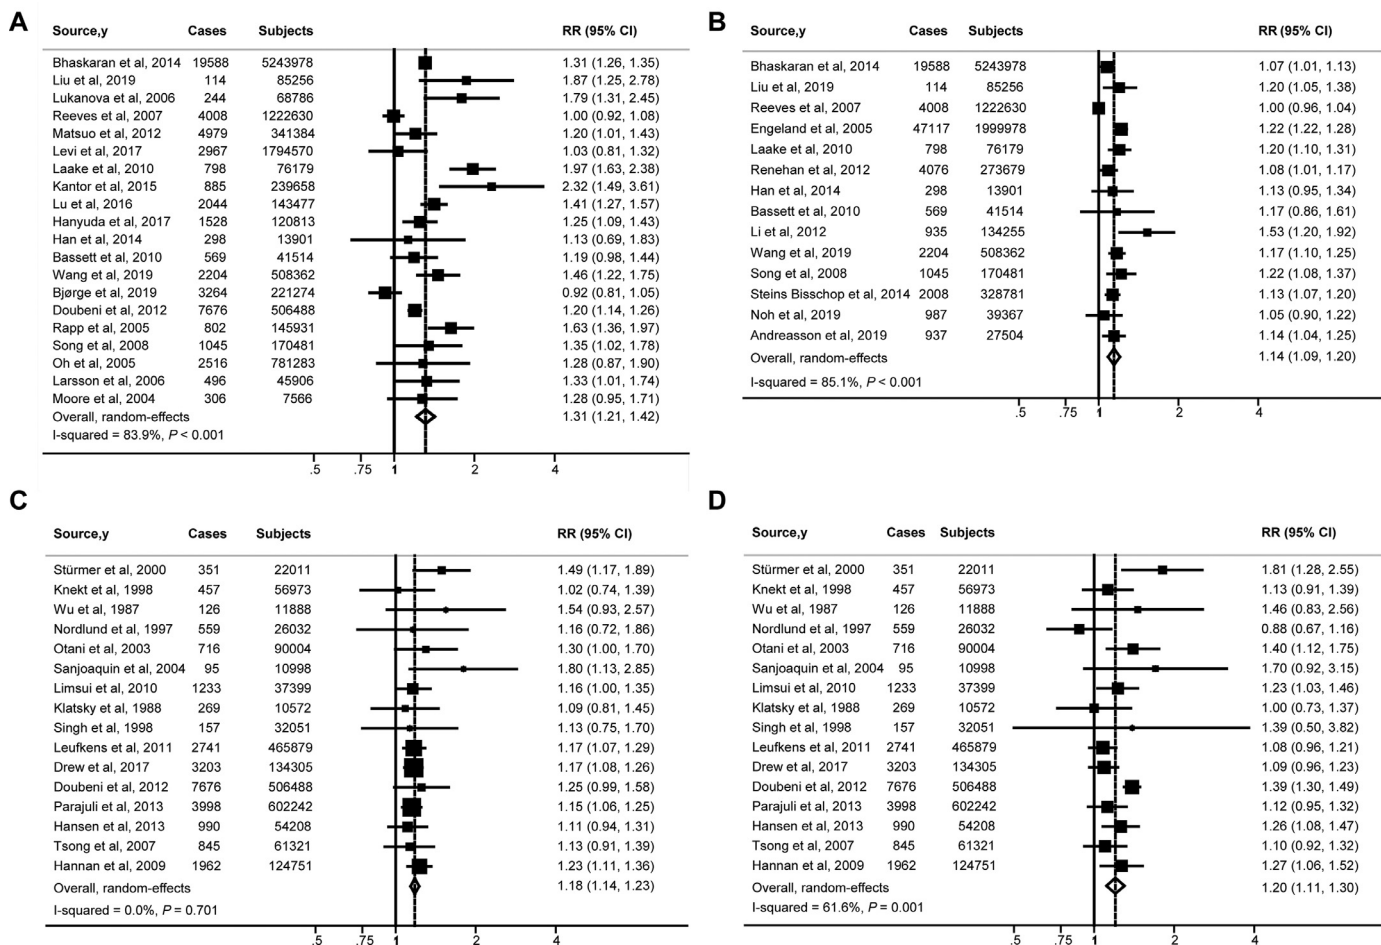 A
Source,y Cases Subjects RR (95% CI)
Bhaskaran et al, 2014 19588 5243978 1.31 (1.26, 1.35)
Liu et al, 2019 114 85256 1.87 (1.25, 2.78)
Lukanova et al, 2006 244 68786 1.79 (1.31, 2.45)
Reeves et al, 2007 4008 1222630 1.00 (0.92, 1.08)
Matsuo et al, 2012 4979 341384 1.20 (1.01, 1.43)
Levi et al, 2017 2967 1794570 1.03 (0.81, 1.32)
Laake et al, 2010 798 76179 1.97 (1.63, 2.38)
Kantor et al, 2015 885 239658 2.32 (1.49, 3.61)
Lu et al, 2016 2044 143477 1.41 (1.27, 1.57)
Hanyuda et al, 2017 1528 120813 1.25 (1.09, 1.43)
Han et al, 2014 298 13901 1.13 (0.69, 1.83)
Bassett et al, 2010 569 41514 1.19 (0.98, 1.44)
Wang et al, 2019 2204 508362 1.46 (1.22, 1.75)
Bjørge et al, 2019 3264 221274 0.92 (0.81, 1.05)
Doubeni et al, 2012 7676 506488 1.20 (1.14, 1.26)
Rapp et al, 2005 802 145931 1.63 (1.36, 1.97)
Song et al, 2008 1045 170481 1.35 (1.02, 1.78)
Oh et al, 2005 2516 781283 1.28 (0.87, 1.90)
Larsson et al, 2006 496 45906 1.33 (1.01, 1.74)
Moore et al, 2004 306 7566 1.28 (0.95, 1.71)
Overall, random-effects 1.31 (1.21, 1.42)
I-squared = 83.9%, P < 0.001
.5 .75 1 2 4
B
Source,y Cases Subjects RR (95% CI)
Bhaskaran et al, 2014 19588 5243978 1.07 (1.01, 1.13)
Liu et al, 2019 114 85256 1.20 (1.05, 1.38)
Reeves et al, 2007 4008 1222630 1.00 (0.96, 1.04)
Engeland et al, 2005 47117 1999978 1.22 (1.22, 1.28)
Laake et al, 2010 798 76179 1.20 (1.10, 1.31)
Renehan et al, 2012 4076 273679 1.08 (1.01, 1.17)
Han et al, 2014 298 13901 1.13 (0.95, 1.34)
Bassett et al, 2010 569 41514 1.17 (0.86, 1.61)
Li et al, 2012 935 134255 1.53 (1.20, 1.92)
Wang et al, 2019 2204 508362 1.17 (1.10, 1.25)
Song et al, 2008 1045 170481 1.22 (1.08, 1.37)
Steins Bisschop et al, 2014 2008 328781 1.13 (1.07, 1.20)
Noh et al, 2019 987 39367 1.05 (0.90, 1.22)
Andreasson et al, 2019 937 27504 1.14 (1.04, 1.25)
Overall, random-effects 1.14 (1.09, 1.20)
I-squared = 85.1%, P < 0.001
.5 .75 1 2 4
C
Source,y Cases Subjects RR (95% CI)
Stürmer et al, 2000 351 22011 1.49 (1.17, 1.89)
Knekt et al, 1998 457 56973 1.02 (0.74, 1.39)
Wu et al, 1987 126 11888 1.54 (0.93, 2.57)
Nordlund et al, 1997 559 26032 1.16 (0.72, 1.86)
Otani et al, 2003 716 90004 1.30 (1.00, 1.70)
Sanjoaquin et al, 2004 95 10998 1.80 (1.13, 2.85)
Limsui et al, 2010 1233 37399 1.16 (1.00, 1.35)
Klatsky et al, 1988 269 10572 1.09 (0.81, 1.45)
Singh et al, 1998 157 32051 1.13 (0.75, 1.70)
Leufkens et al, 2011 2741 465879 1.17 (1.07, 1.29)
Drew et al, 2017 3203 134305 1.17 (1.08, 1.26)
Doubeni et al, 2012 7676 506488 1.25 (0.99, 1.58)
Parajuli et al, 2013 3998 602242 1.15 (1.06, 1.25)
Hansen et al, 2013 990 54208 1.11 (0.94, 1.31)
Tsong et al, 2007 845 61321 1.13 (0.91, 1.39)
Hannan et al, 2009 1962 124751 1.23 (1.11, 1.36)
Overall, random-effects 1.18 (1.14, 1.23)
I-squared = 0.0%, P = 0.701
.5 .75 1 2 4
D
Source,y Cases Subjects RR (95% CI)
Stürmer et al, 2000 351 22011 1.81 (1.28, 2.55)
Knekt et al, 1998 457 56973 1.13 (0.91, 1.39)
Wu et al, 1987 126 11888 1.46 (0.83, 2.56)
Nordlund et al, 1997 559 26032 0.88 (0.67, 1.16)
Otani et al, 2003 716 90004 1.40 (1.12, 1.75)
Sanjoaquin et al, 2004 95 10998 1.70 (0.92, 3.15)
Limsui et al, 2010 1233 37399 1.23 (1.03, 1.46)
Klatsky et al, 1988 269 10572 1.00 (0.73, 1.37)
Singh et al, 1998 157 32051 1.39 (0.50, 3.82)
Leufkens et al, 2011 2741 465879 1.08 (0.96, 1.21)
Drew et al, 2017 3203 134305 1.09 (0.96, 1.23)
Doubeni et al, 2012 7676 506488 1.39 (1.30, 1.49)
Parajuli et al, 2013 3998 602242 1.12 (0.95, 1.32)
Hansen et al, 2013 990 54208 1.26 (1.08, 1.47)
Tsong et al, 2007 845 61321 1.10 (0.92, 1.32)
Hannan et al, 2009 1962 124751 1.27 (1.06, 1.52)
Overall, random-effects 1.20 (1.11, 1.30)
I-squared = 61.6%, P = 0.001
.5 .75 1 2 4